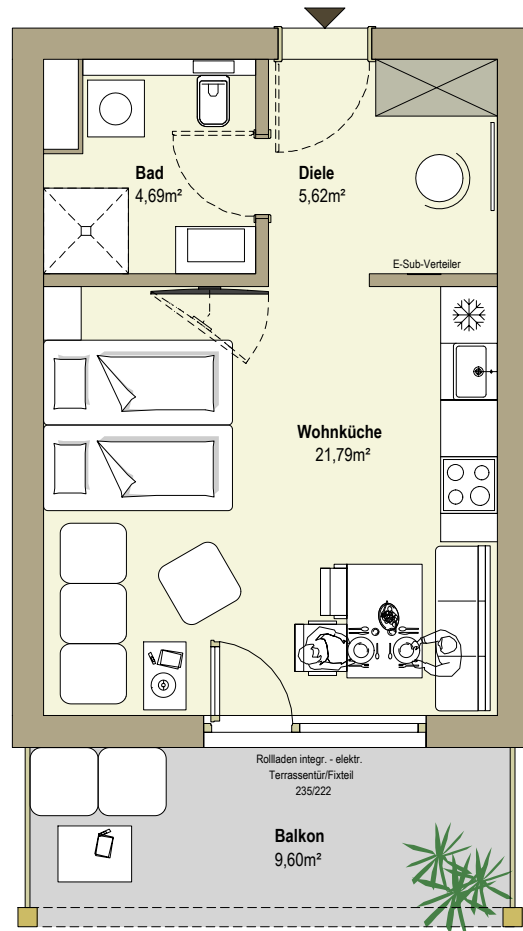 Bad
4,69m²
Diele
5,62m²
E-Sub-Verteiler
Wohnküche
21,79m²
Rollladen integr. - elektr.
Terrassentür/Fixteil
235/222
Balkon
9,60m²